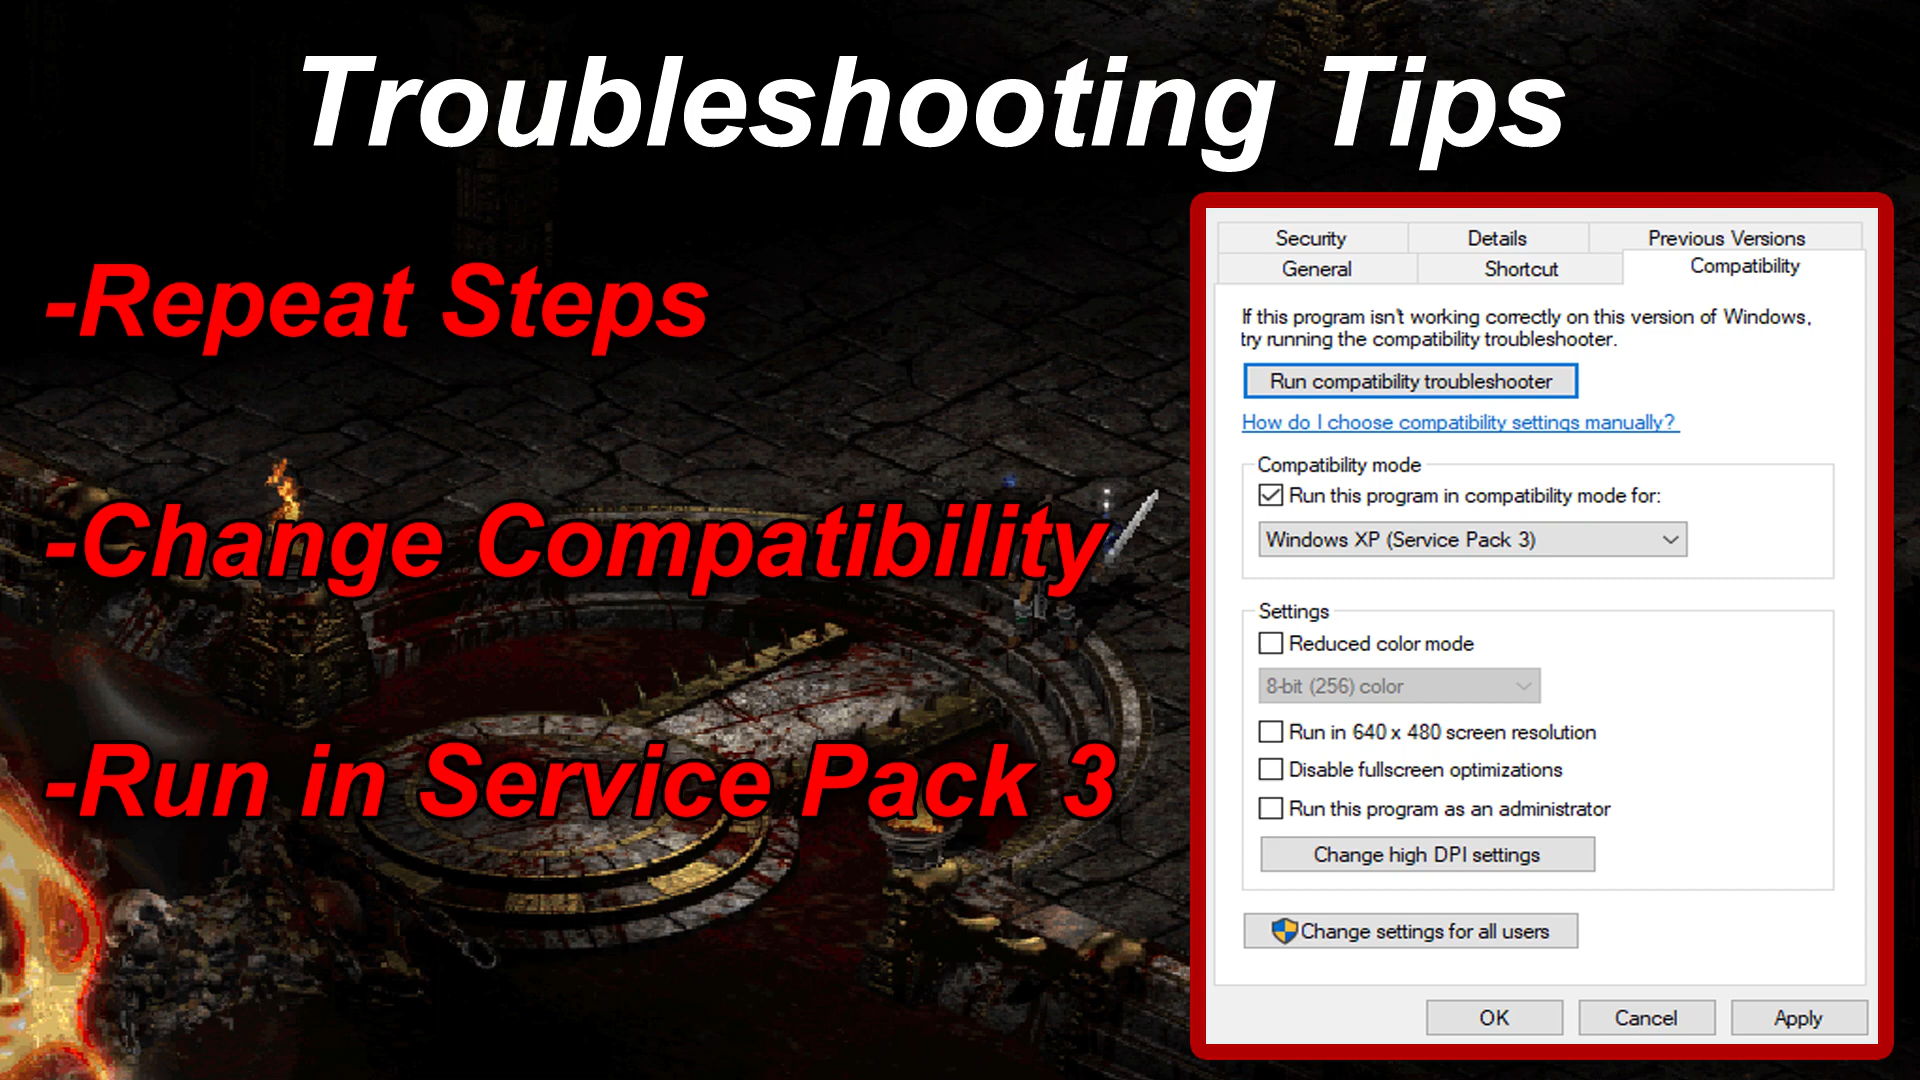 Troubleshooting Tips
-Repeat Steps
-Change Compatibility
-Run in Service Pack 3
Security Details Previous Versions
General Shortcut Compatibility
If this program isn't working correctly on this version of Windows,
try running the compatibility troubleshooter.
Run compatibility troubleshooter
How do I choose compatibility settings manually?
Compatibility mode
Run this program in compatibility mode for:
Windows XP (Service Pack 3)
Settings
Reduced color mode
8-bit (256) color
Run in 640 x 480 screen resolution
Disable fullscreen optimizations
Run this program as an administrator
Change high DPI settings
Change settings for all users
OK Cancel Apply